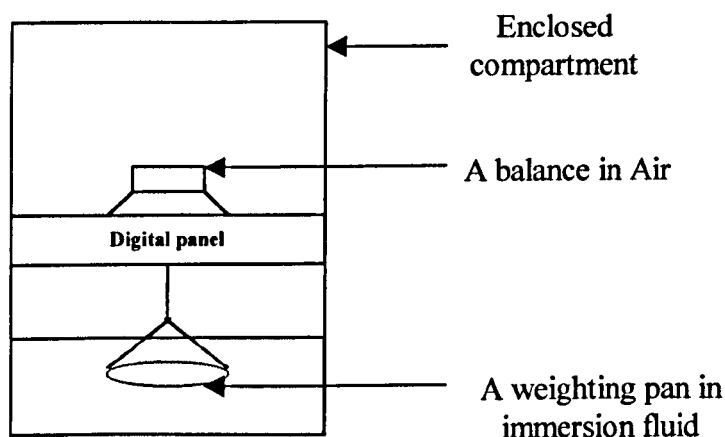 Enclosed
compartment
A balance in Air
Digital panel
A weighting pan in
immersion fluid